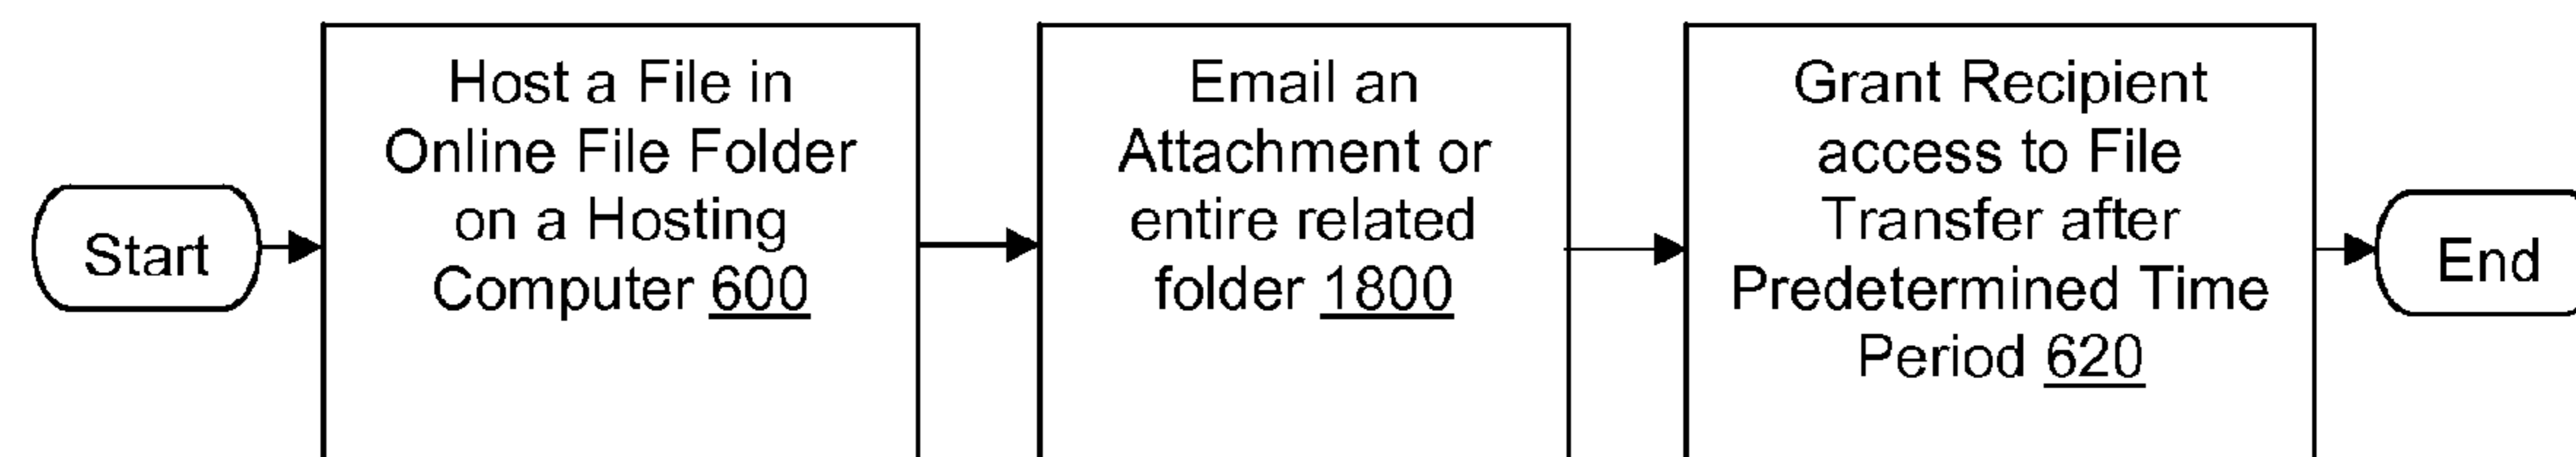 Start
Host a File in
Online File Folder
on a Hosting
Computer 600
Email an
Attachment or
entire related
folder 1800
Grant Recipient
access to File
Transfer after
Predetermined Time
Period 620
End